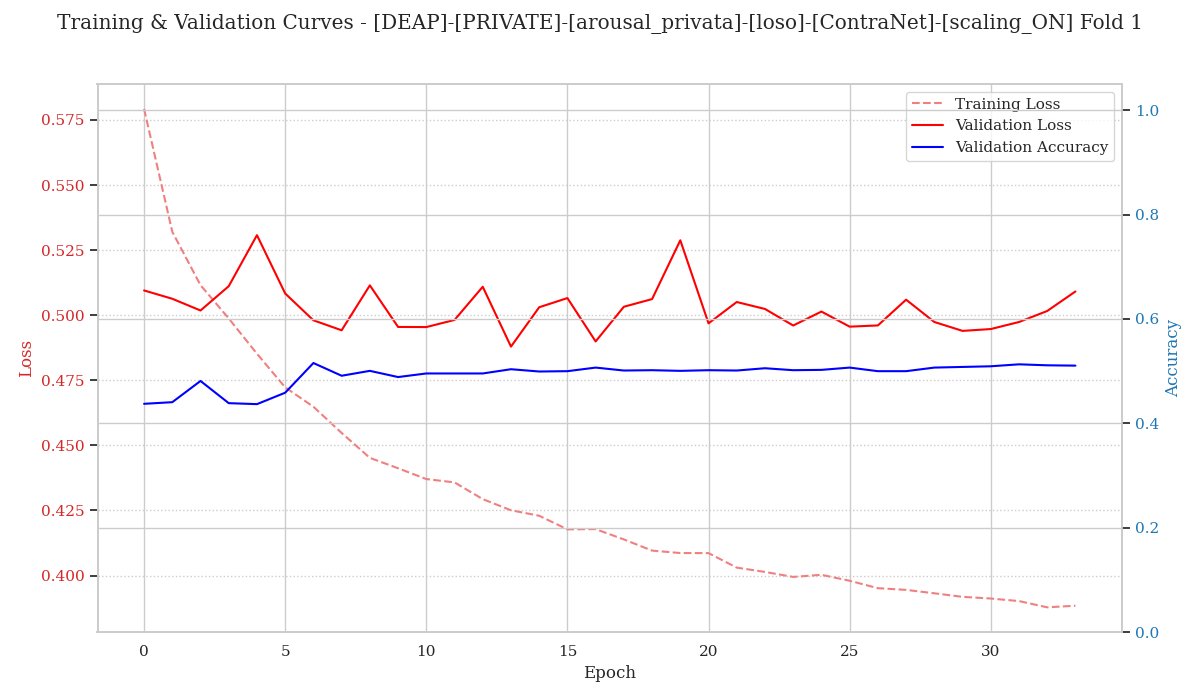 Training & Validation Curves - [DEAP]-[PRIVATE]-[arousal_privata]-[loso]-[ContraNet]-[scaling_ON] Fold 1
Training Loss
Validation Loss
Validation Accuracy
0.575
0.550
0.525
0.500
0.475
0.450
0.425
0.400
Loss
1.0
0.8
0.6
0.4
0.2
0.0
Accuracy
0 5 10 15 20 25 30
Epoch